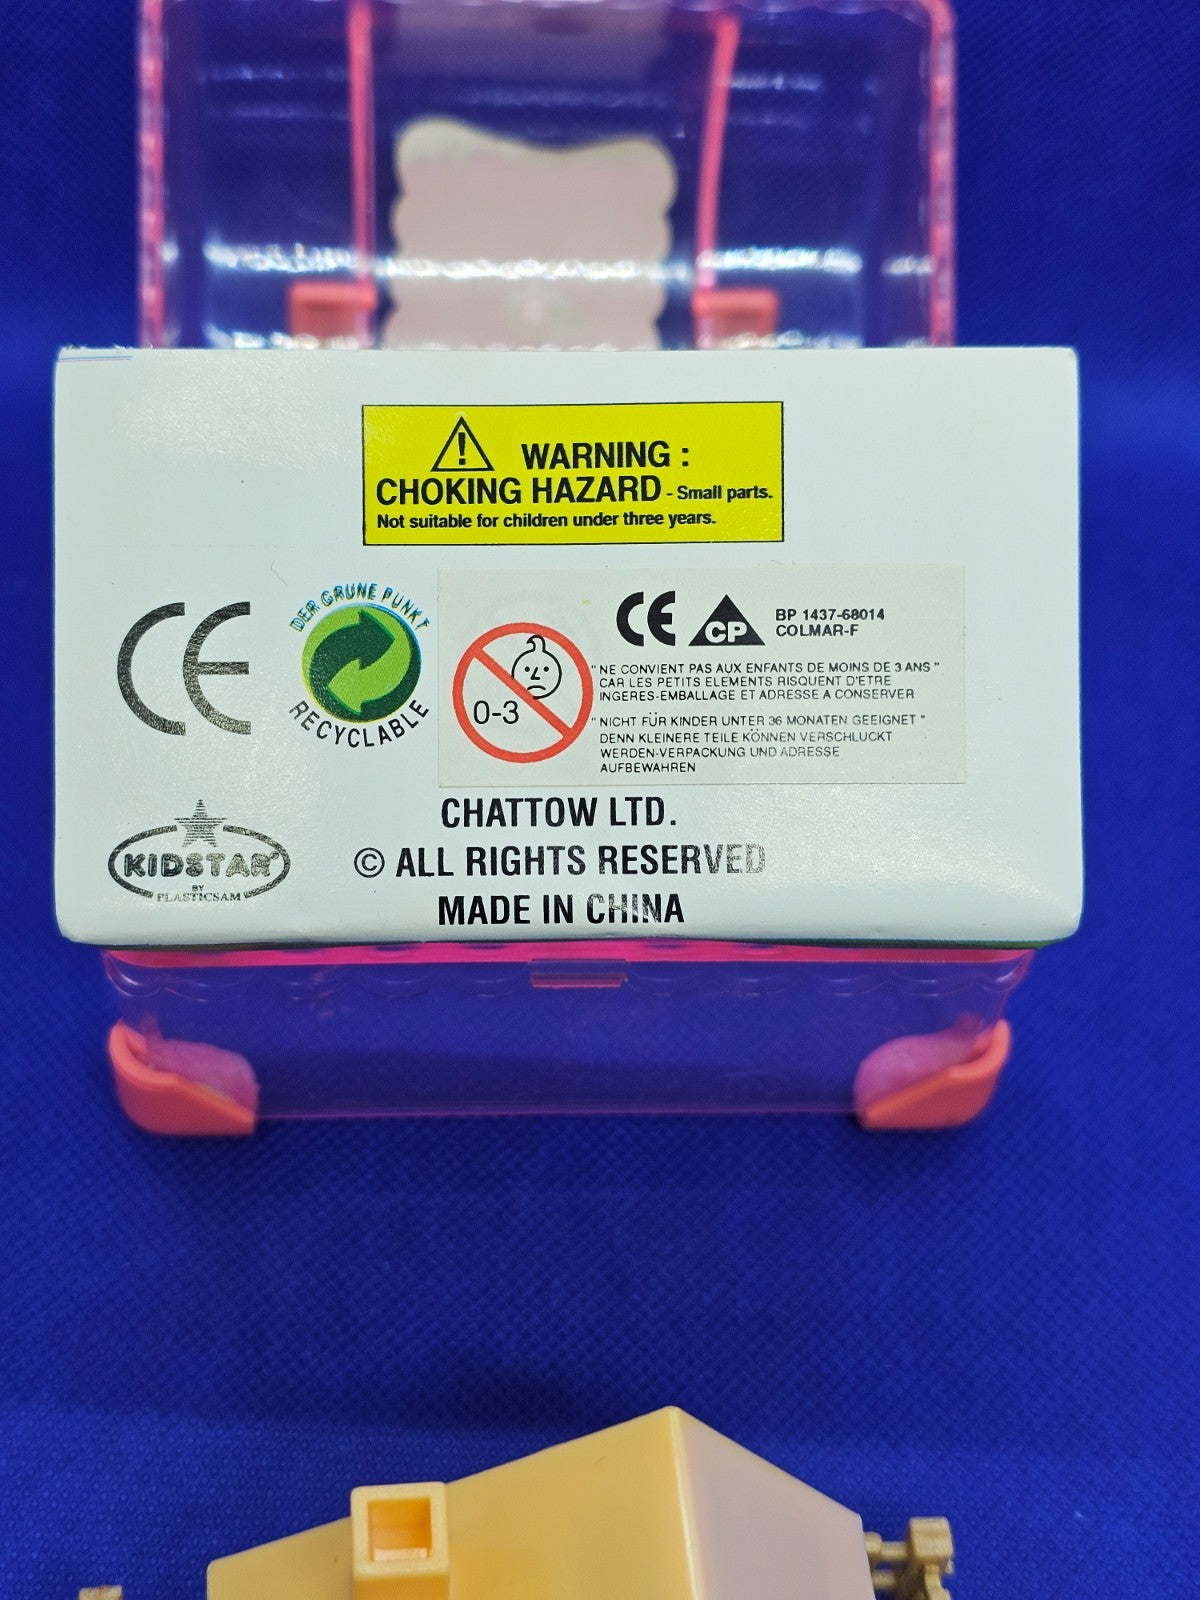 WARNING :
CHOKING HAZARD - Small parts.
Not suitable for children under three years.
CE
DER GRUNE PUNKT
RECYCLABLE
0-3
CE CP BP 1437-68014
COLMAR-F
" NE CONVIENT PAS AUX ENFANTS DE MOINS DE 3 ANS "
CAR LES PETITS ELEMENTS RISQUENT D'ETRE
INGERES-EMBALLAGE ET ADRESSE A CONSERVER
" NICHT FÜR KINDER UNTER 36 MONATEN GEEIGNET "
DENN KLEINERE TEILE KÖNNEN VERSCHLUCKT
WERDEN-VERPACKUNG UND ADRESSE
AUFBEWAHREN
KIDSTAR
BY
PLASTICSAM
CHATTOW LTD.
© ALL RIGHTS RESERVED
MADE IN CHINA